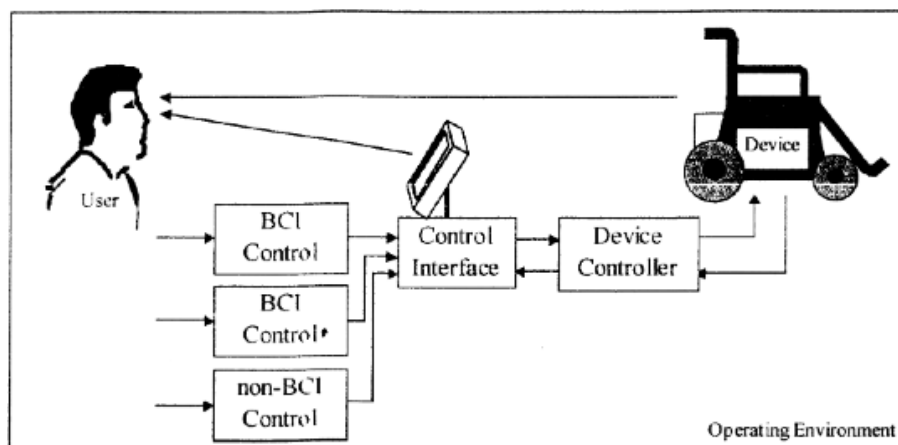 Device
User
BCI
Control
BCI
Control
non-BCI
Control
Control
Interface
Device
Controller
Operating Environment